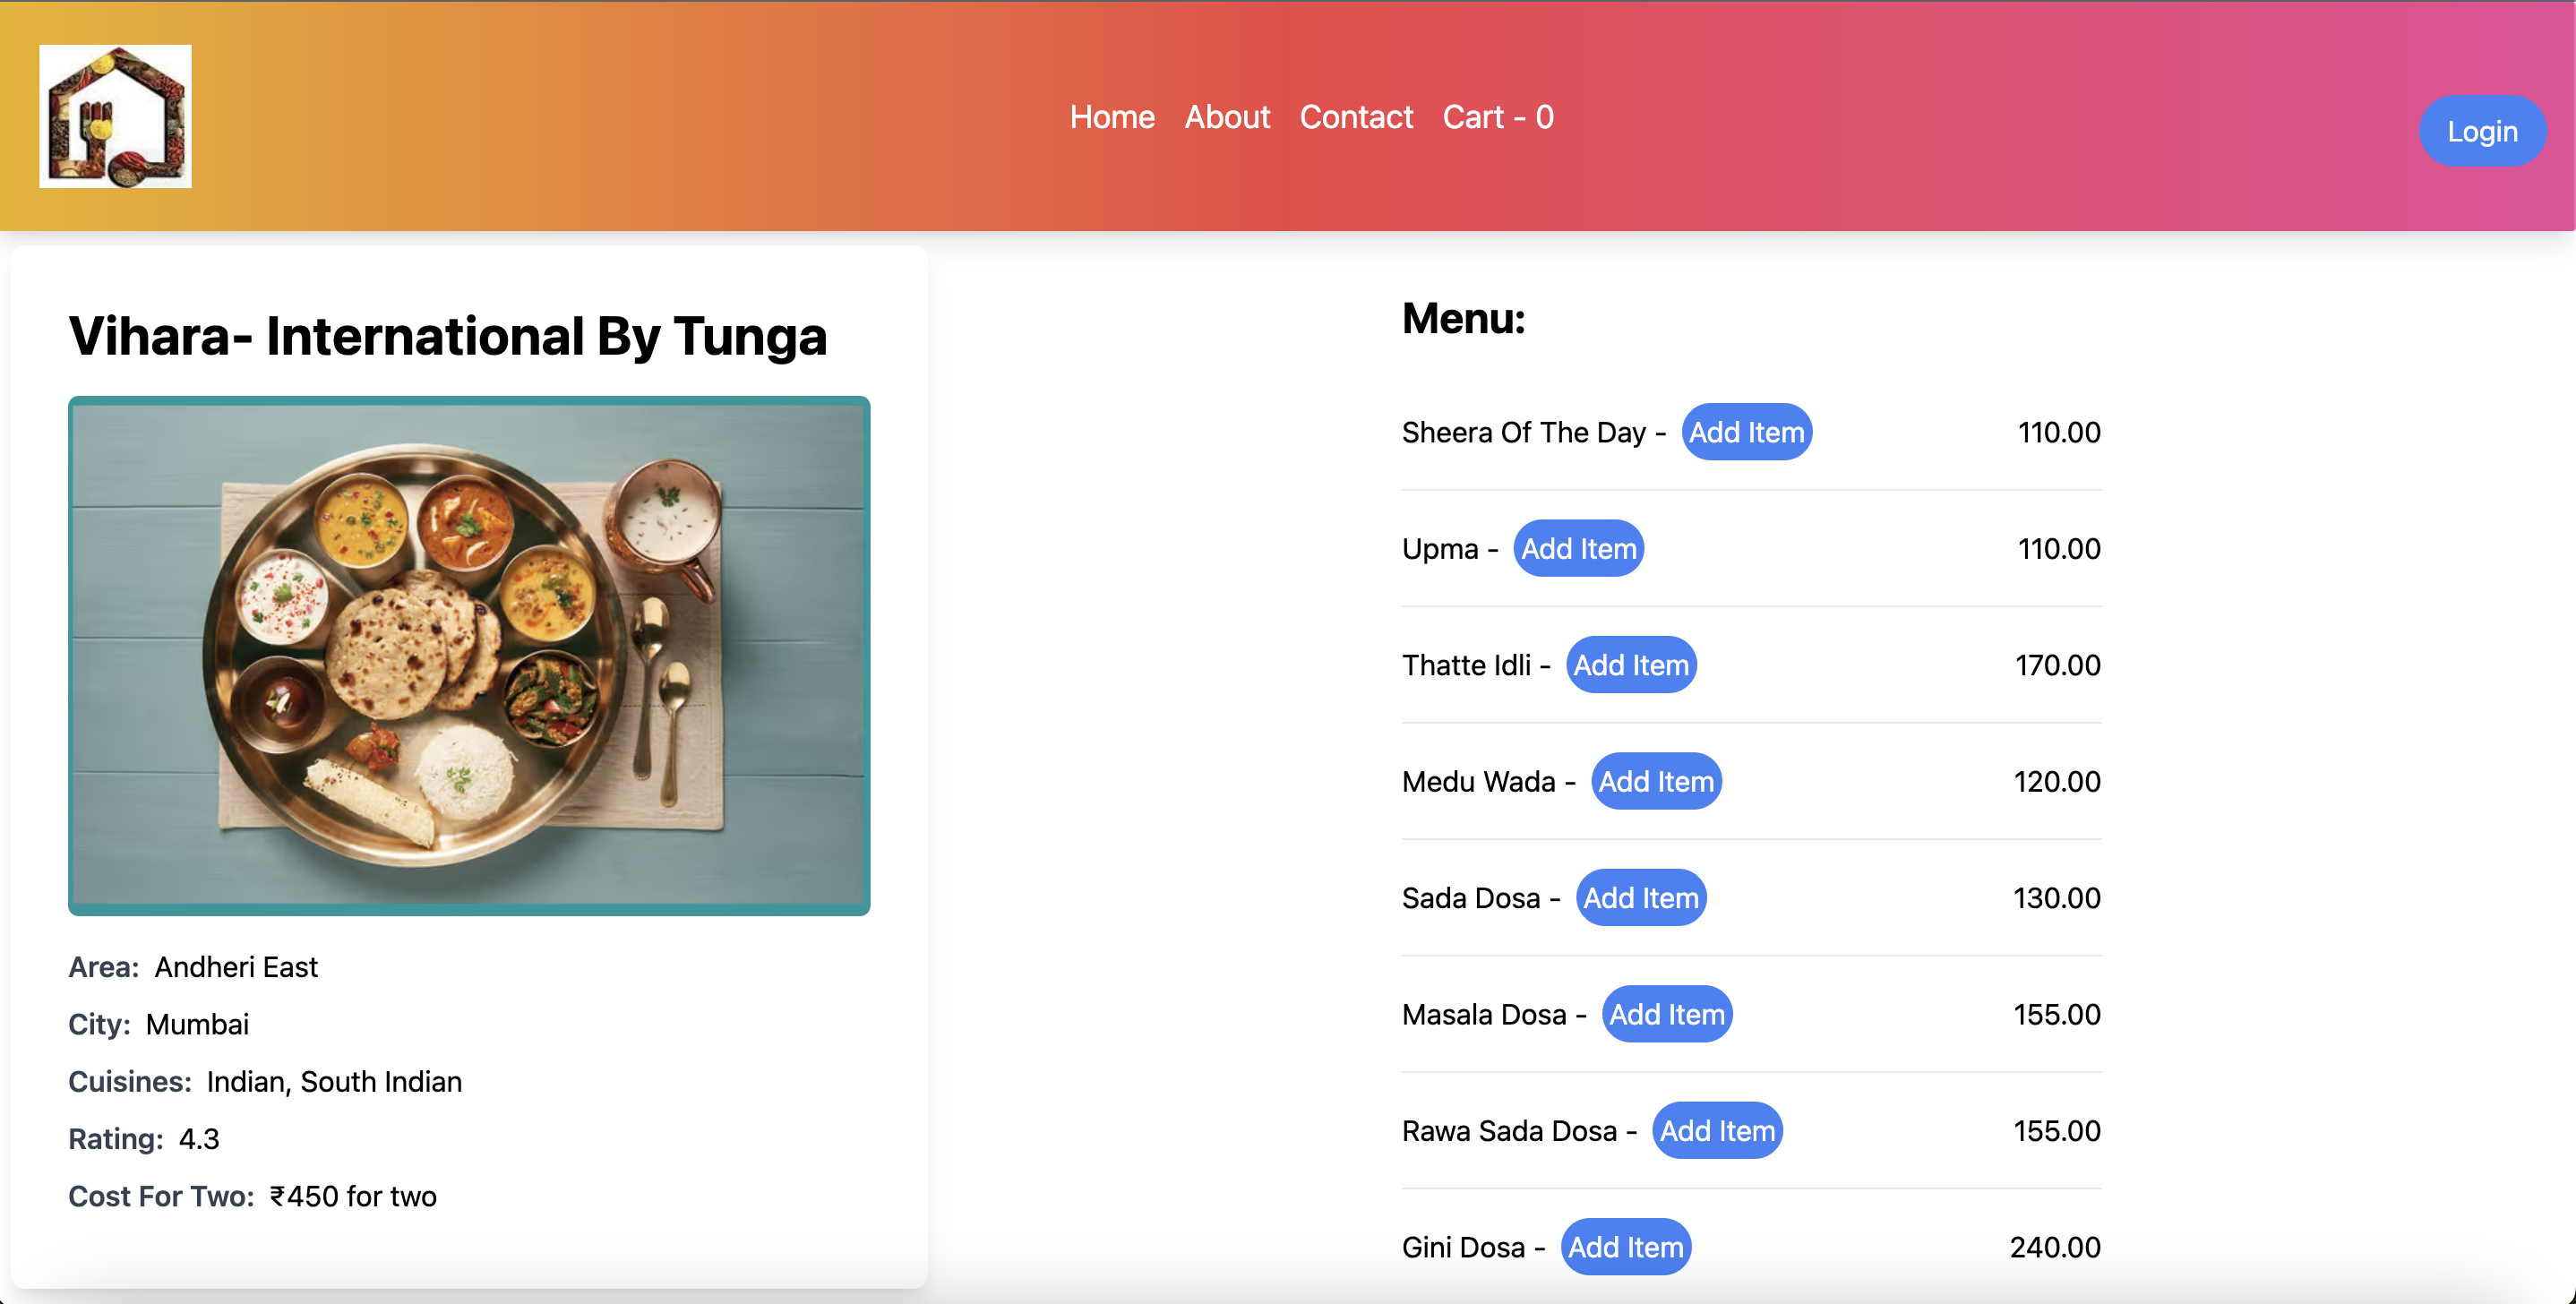 Home About Contact Cart - 0
Login
Vihara- International By Tunga
Area: Andheri East
City: Mumbai
Cuisines: Indian, South Indian
Rating: 4.3
Cost For Two: ₹450 for two
Menu:
Sheera Of The Day - Add Item 110.00
Upma - Add Item 110.00
Thatte Idli - Add Item 170.00
Medu Wada - Add Item 120.00
Sada Dosa - Add Item 130.00
Masala Dosa - Add Item 155.00
Rawa Sada Dosa - Add Item 155.00
Gini Dosa - Add Item 240.00